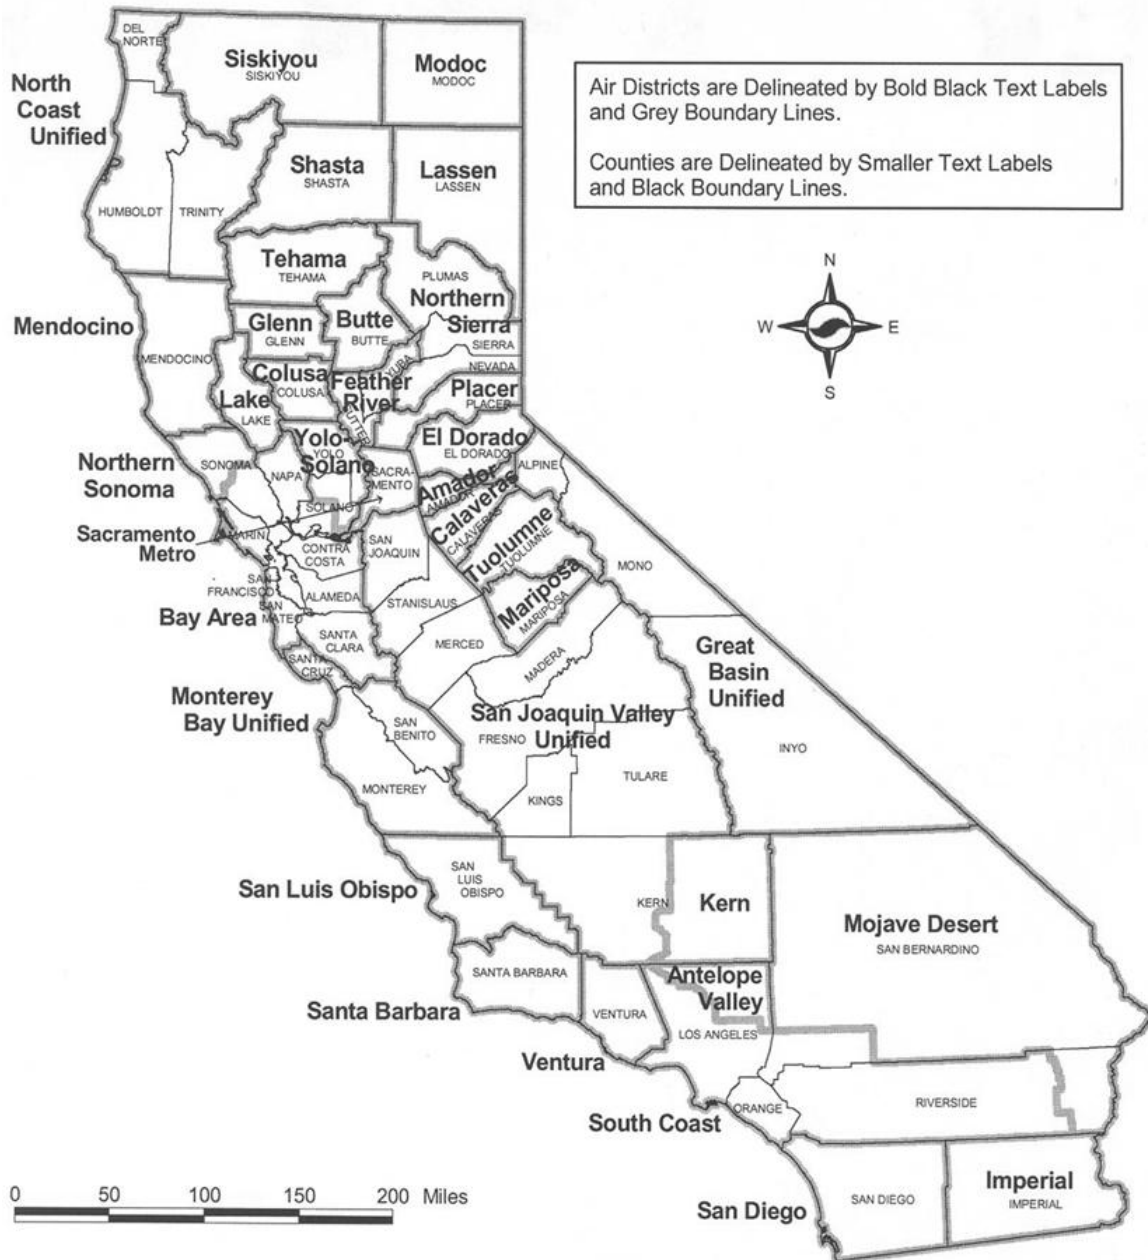 DEL
NORTE
Siskiyou
SISKIYOU
Modoc
MODOC
Air Districts are Delineated by Bold Black Text Labels
and Grey Boundary Lines.
Counties are Delineated by Smaller Text Labels
and Black Boundary Lines.
North
Coast
Unified
Shasta
SHASTA
Lassen
LASSEN
HUMBOLDT
TRINITY
Tehama
TEHAMA
PLUMAS
N
W
E
S
Northern
Sierra
SIERRA
Mendocino
MENDOCINO
Glenn
GLENN
Butte
BUTTE
YUBA
NEVADA
Colusa
COLUSA
Feather
River
SUTTER
Placer
PLACER
Lake
LAKE
El Dorado
EL DORADO
Yolo-
YOLO
Solano
SOLANO
Northern
Sonoma
SONOMA
NAPA
SACRA-
MENTO
Amador
AMADOR
ALPINE
Calaveras
CALAVERAS
Sacramento
Metro
MARIN
CONTRA
COSTA
SAN
JOAQUIN
Tuolumne
TUOLUMNE
MONO
SAN
FRANCISCO
ALAMEDA
STANISLAUS
Mariposa
MARIPOSA
Bay Area
SAN
MATEO
SANTA
CLARA
MERCED
MADERA
Great
Basin
Unified
SANTA
CRUZ
Monterey
Bay Unified
SAN
BENITO
San Joaquin Valley
Unified
FRESNO
INYO
MONTEREY
KINGS
TULARE
San Luis Obispo
SAN
LUIS
OBISPO
KERN
Kern
Mojave Desert
SAN BERNARDINO
Santa Barbara
SANTA BARBARA
Antelope
Valley
Ventura
VENTURA
LOS ANGELES
South Coast
ORANGE
RIVERSIDE
San Diego
SAN DIEGO
Imperial
IMPERIAL
0 50 100 150 200 Miles